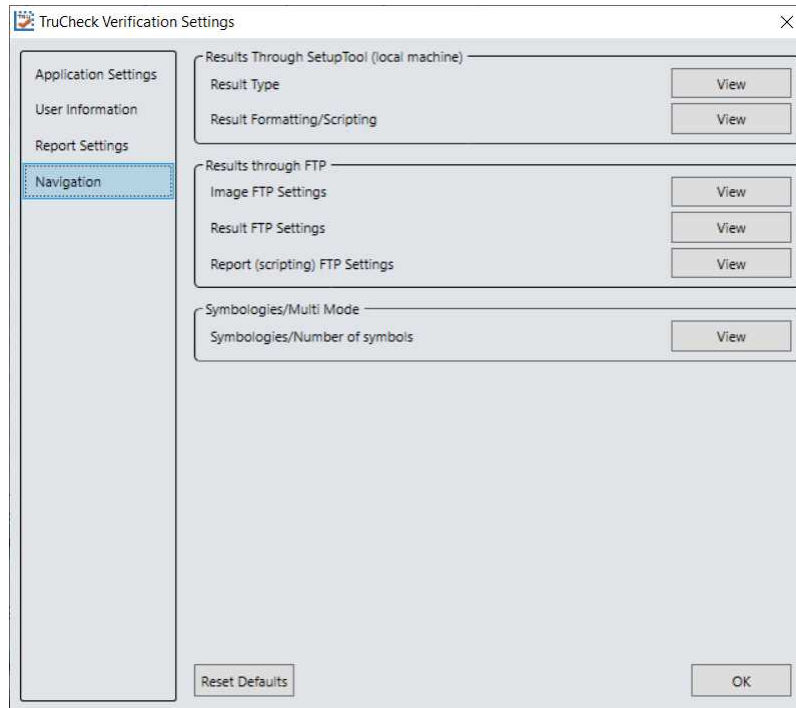 TruCheck Verification Settings
Application Settings
User Information
Report Settings
Navigation
Results Through SetupTool (local machine)
Result Type View
Result Formatting/Scripting View
Results through FTP
Image FTP Settings View
Result FTP Settings View
Report (scripting) FTP Settings View
Symbologies/Multi Mode
Symbologies/Number of symbols View
Reset Defaults OK